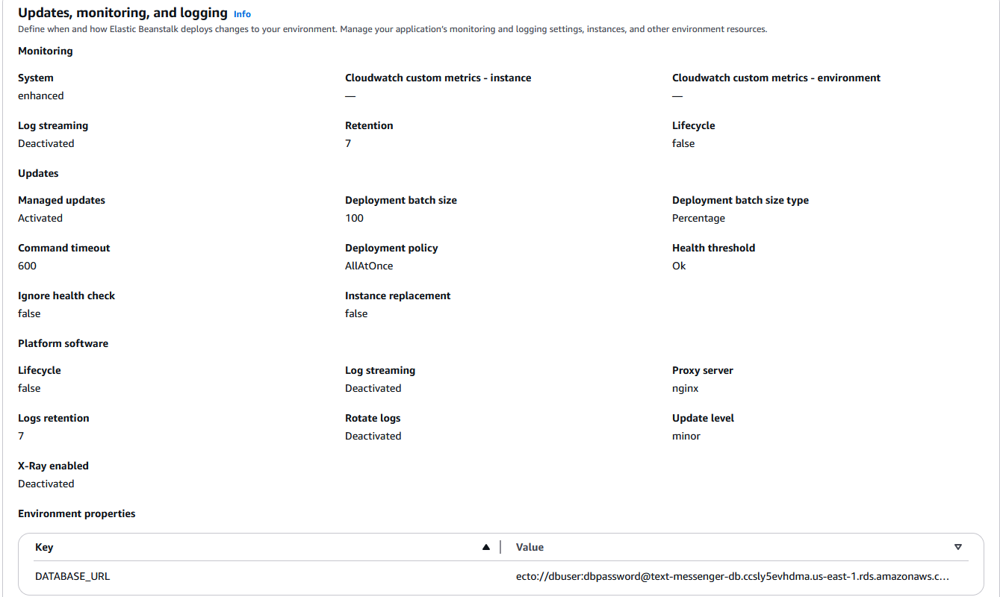 Updates, monitoring, and logging Info
Define when and how Elastic Beanstalk deploys changes to your environment. Manage your application's monitoring and logging settings, instances, and other environment resources.
Monitoring
System Cloudwatch custom metrics - instance Cloudwatch custom metrics - environment
enhanced — —
Log streaming Retention Lifecycle
Deactivated 7 false
Updates
Managed updates Deployment batch size Deployment batch size type
Activated 100 Percentage
Command timeout Deployment policy Health threshold
600 AllAtOnce Ok
Ignore health check Instance replacement
false false
Platform software
Lifecycle Log streaming Proxy server
false Deactivated nginx
Logs retention Rotate logs Update level
7 Deactivated minor
X-Ray enabled
Deactivated
Environment properties
Key Value
DATABASE_URL ecto://dbuser:dbpassword@text-messenger-db.ccsly5evhdma.us-east-1.rds.amazonaws.c…